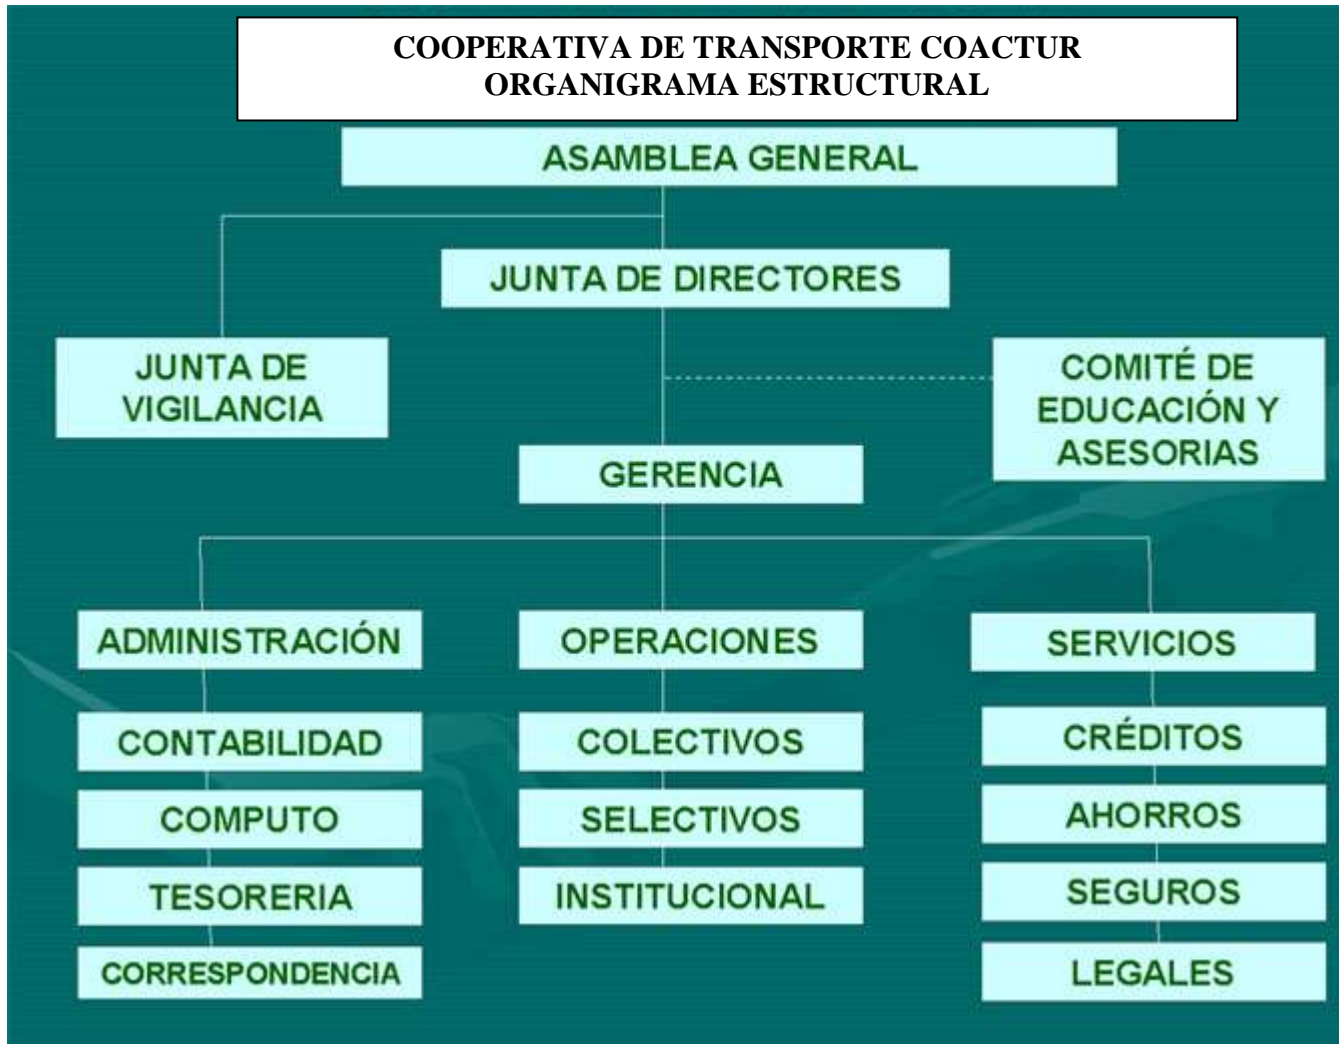 COOPERATIVA DE TRANSPORTE COACTUR
ORGANIGRAMA ESTRUCTURAL
ASAMBLEA GENERAL
JUNTA DE DIRECTORES
JUNTA DE
VIGILANCIA
COMITÉ DE
EDUCACIÓN Y
ASESORIAS
GERENCIA
ADMINISTRACIÓN
OPERACIONES
SERVICIOS
CONTABILIDAD
COLECTIVOS
CRÉDITOS
COMPUTO
SELECTIVOS
AHORROS
TESORERIA
INSTITUCIONAL
SEGUROS
CORRESPONDENCIA
LEGALES